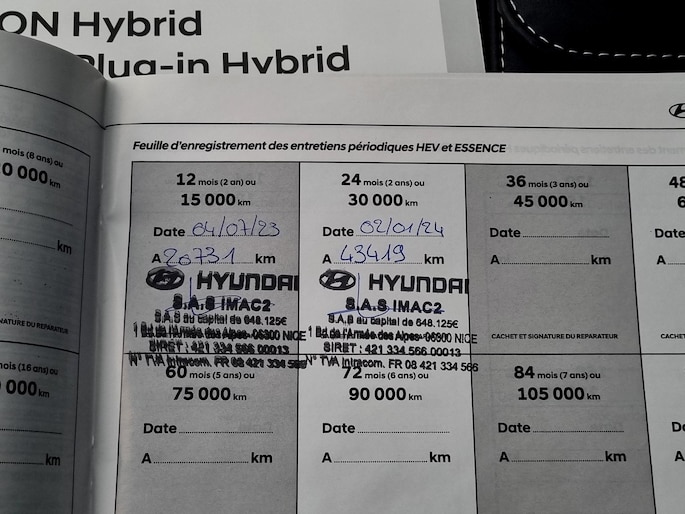 ON Hybrid
Plug-in Hybrid
Feuille d'enregistrement des entretiens périodiques HEV et ESSENCE
mois (8 ans) ou
0 000 km
km
NATURE DU REPARATEUR
12 mois (2 an) ou
15 000 km
Date 04/07/23
A 20731 km
HYUNDAI
S.A.S IMAC2
S.A.S au capital de 648.125€
1 Bd de l'Armée des Alpes 06300 NICE
SIRET : 421 334 566 00013
N° TVA Intracom. FR 08 421 334 566
24 mois (2 ans) ou
30 000 km
Date 02/01/24
A 43419 km
HYUNDAI
S.A.S IMAC2
S.A.S au capital de 648.125€
1 Bd de l'Armée des Alpes 06300 NICE
SIRET : 421 334 566 00013
N° TVA Intracom. FR 08 421 334 566
36 mois (3 ans) ou
45 000 km
Date
A km
CACHET ET SIGNATURE DU REPARATEUR
48
6
Date
A
CACHET
mois (16 ans) ou
000 km
km
60 mois (5 ans) ou
75 000 km
Date
A km
72 mois (6 ans) ou
90 000 km
Date
A km
84 mois (7 ans) ou
105 000 km
Date
A km
Da
A